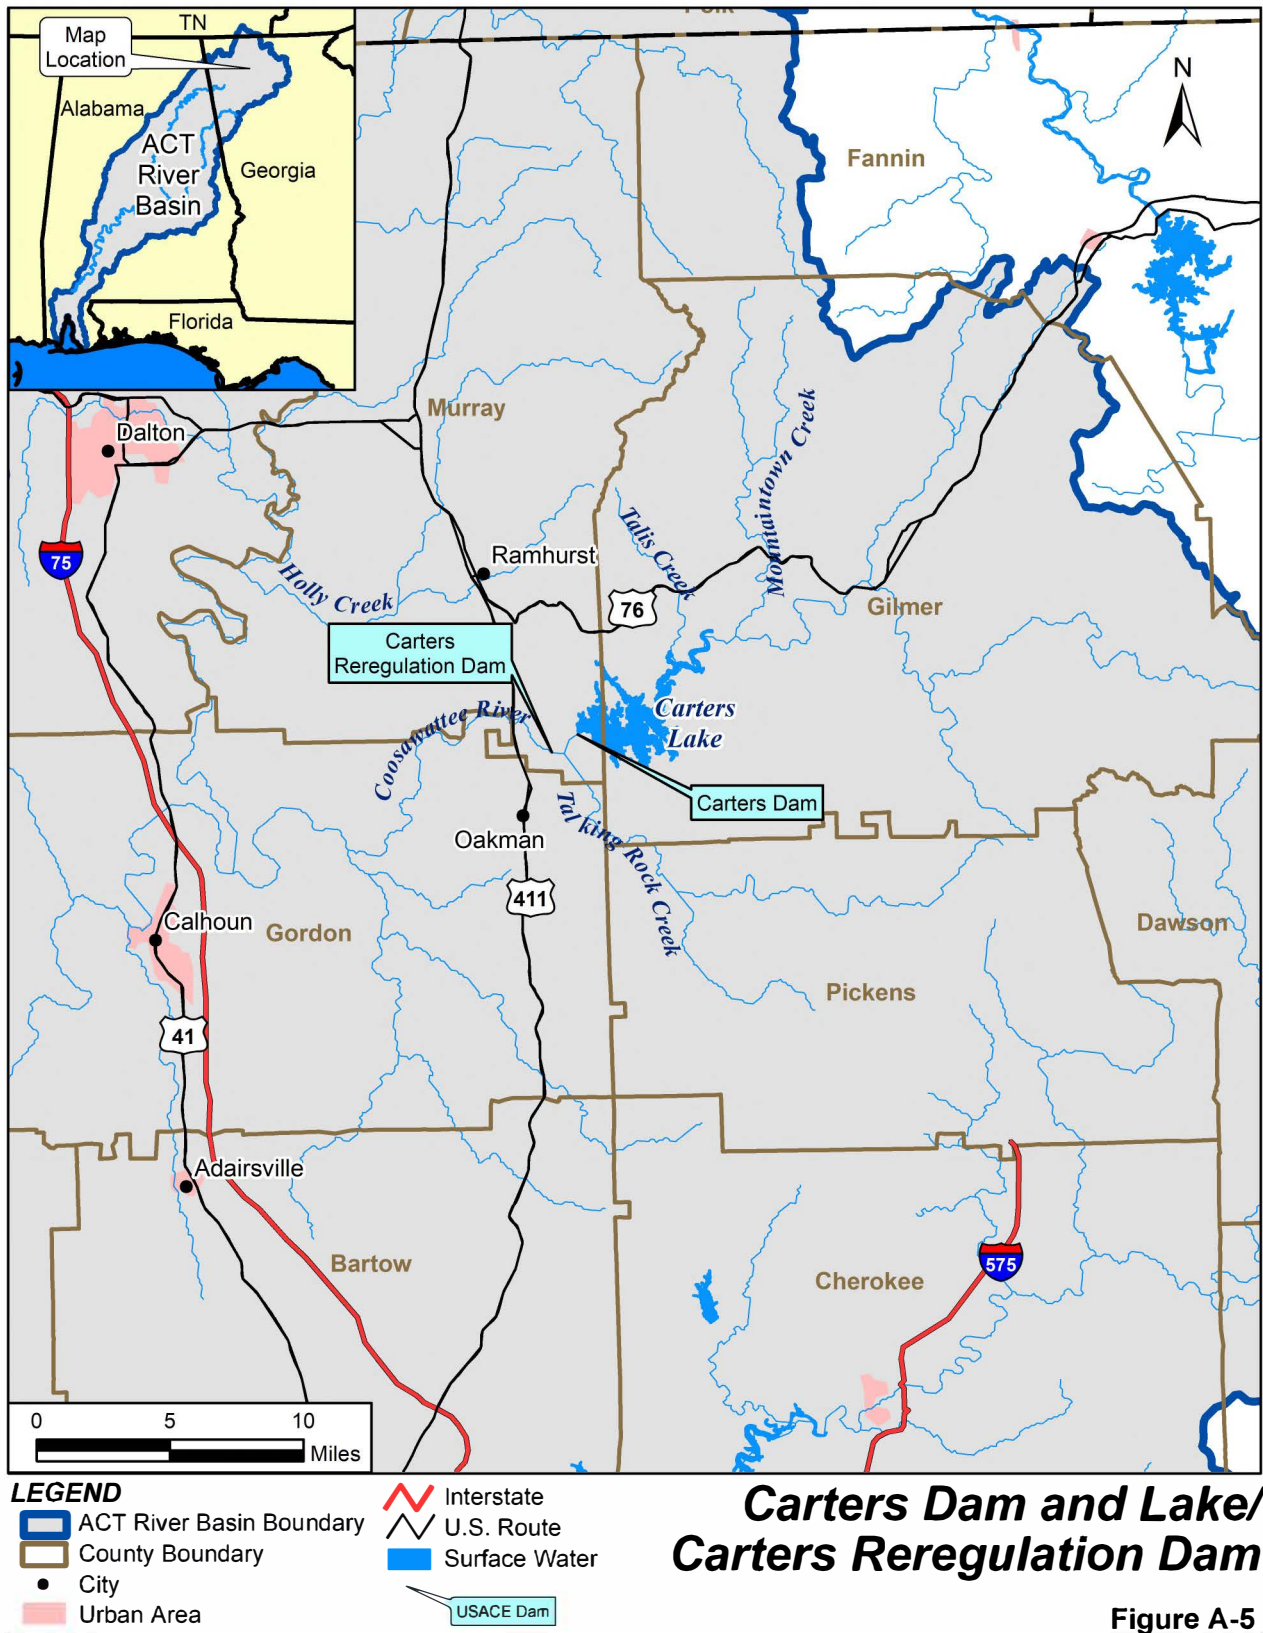 TN
Map
Location
Alabama
ACT
River
Basin
Georgia
Florida
Polk
N
Fannin
Murray
Dalton
Mountaintown Creek
75
Ramhurst
Talis Creek
Holly Creek
76
Gilmer
Carters
Reregulation Dam
Coosawattee River
Carters
Lake
Carters Dam
Talking Rock Creek
Oakman
411
Calhoun
Gordon
Dawson
Pickens
41
Adairsville
Bartow
Cherokee
575
0 5 10
Miles
LEGEND
ACT River Basin Boundary
County Boundary
City
Urban Area
Interstate
U.S. Route
Surface Water
USACE Dam
Carters Dam and Lake/
Carters Reregulation Dam
Figure A-5